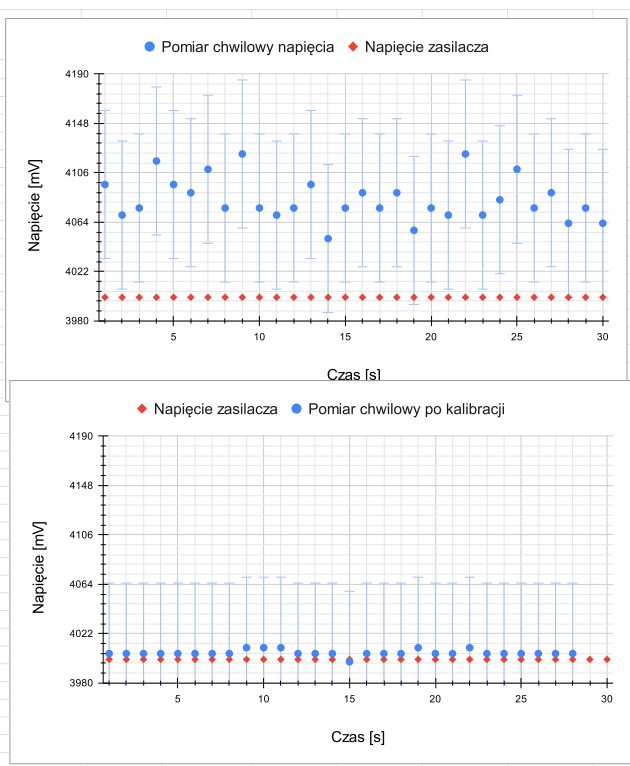 Pomiar chwilowy napięcia Napięcie zasilacza
4190
4148
4106
4064
4022
3980
Napięcie [mV]
5 10 15 20 25 30
Czas [s]
Napięcie zasilacza Pomiar chwilowy po kalibracji
4190
4148
4106
4064
4022
3980
Napięcie [mV]
5 10 15 20 25 30
Czas [s]